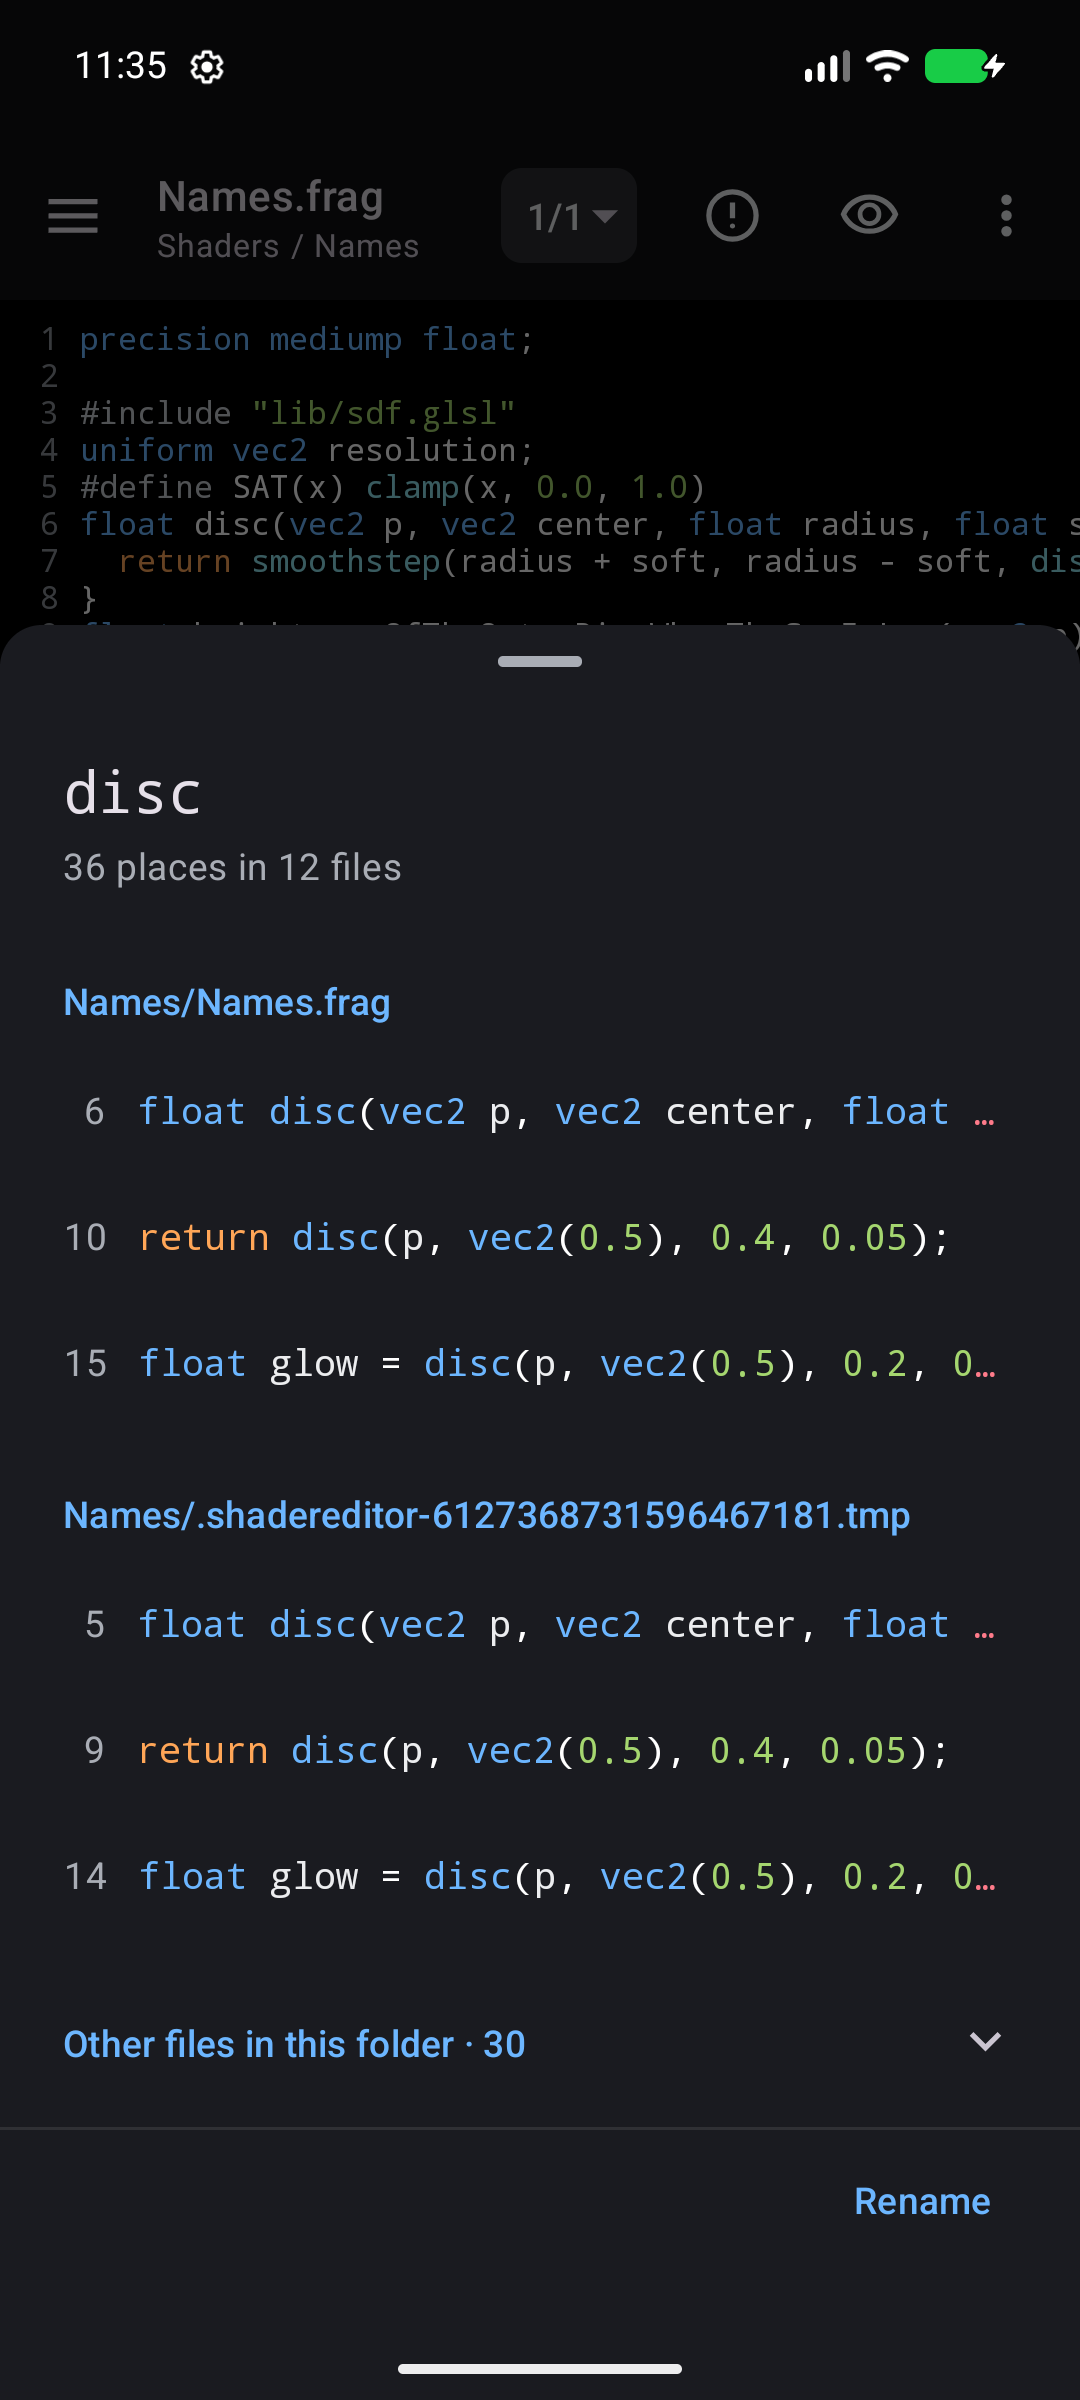 11:35
Names.frag
Shaders / Names
1/1
1 precision mediump float;
2
3 #include "lib/sdf.glsl"
4 uniform vec2 resolution;
5 #define SAT(x) clamp(x, 0.0, 1.0)
6 float disc(vec2 p, vec2 center, float radius, float s
7 return smoothstep(radius + soft, radius - soft, dis
8 }
disc
36 places in 12 files
Names/Names.frag
6 float disc(vec2 p, vec2 center, float …
10 return disc(p, vec2(0.5), 0.4, 0.05);
15 float glow = disc(p, vec2(0.5), 0.2, 0…
Names/.shadereditor-6127368731596467181.tmp
5 float disc(vec2 p, vec2 center, float …
9 return disc(p, vec2(0.5), 0.4, 0.05);
14 float glow = disc(p, vec2(0.5), 0.2, 0…
Other files in this folder · 30
Rename